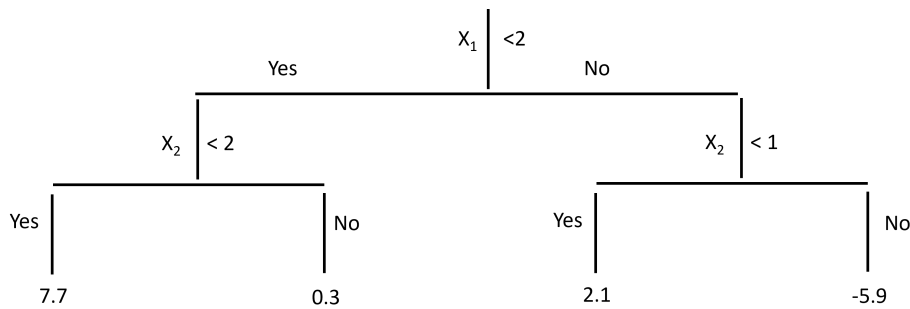 X1 <2
Yes No
X2 < 2 X2 < 1
Yes No Yes No
7.7 0.3 2.1 -5.9